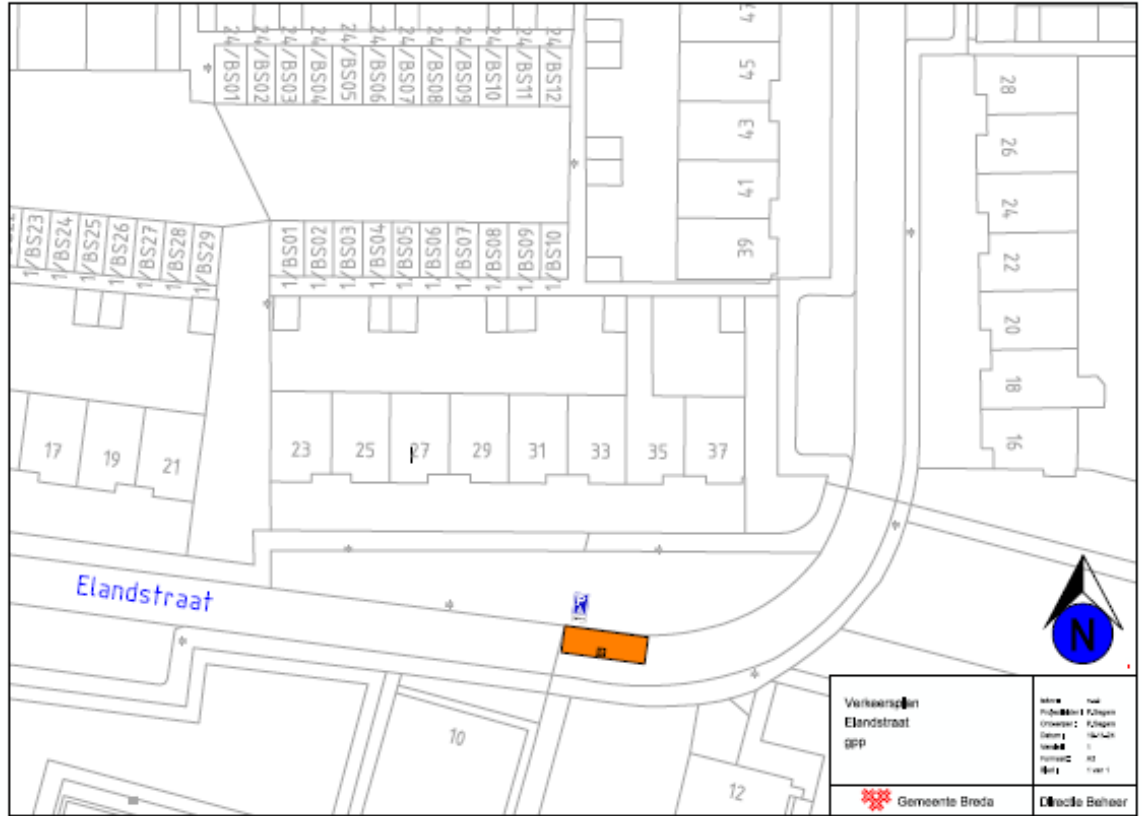 24/BS01 24/BS02 24/BS03 24/BS04 24/BS05 24/BS06 24/BS07 24/BS08 24/BS09 24/BS10 24/BS11 24/BS12
45
43
41
39
28
26
24
22
20
18
16
1/BS23 1/BS24 1/BS25 1/BS26 1/BS27 1/BS28 1/BS29
1/BS01 1/BS02 1/BS03 1/BS04 1/BS05 1/BS06 1/BS07 1/BS08 1/BS09 1/BS10
17 19 21 23 25 27 29 31 33 35 37
Elandstraat
P
N
10
12
Verkeersplan
Elandstraat
GPP
Gemeente Breda
Directie Beheer